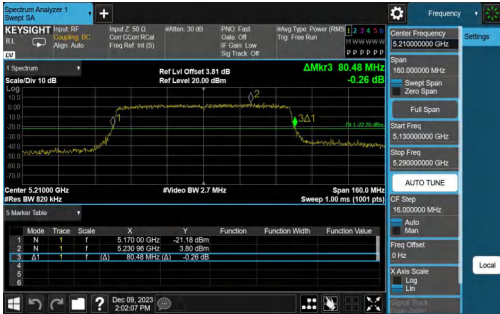 Spectrum Analyzer 1
Swept SA
Frequency
KEYSIGHT
RL
Input: RF
Coupling: DC
Align: Auto
Input Z: 50 Ω
Corr CCorr RCal
Freq Ref: Int (S)
#Atten: 30 dB
PNO: Fast
Gate: Off
IF Gain: Low
Sig Track: Off
#Avg Type: Power (RMS)
Trig: Free Run
1 2 3 4 5 6
M W W W W W
P P P P P P
Center Frequency
5.210000000 GHz
Settings
1 Spectrum
Scale/Div 10 dB
Ref Lvl Offset 3.81 dB
Ref Level 20.00 dBm
ΔMkr3 80.48 MHz
-0.26 dB
Log
10.0
0.00
-10.0
-20.0
-30.0
-40.0
-50.0
-60.0
-70.0
1
2
3Δ1
Center 5.21000 GHz
#Res BW 820 kHz
#Video BW 2.7 MHz
Span 160.0 MHz
Sweep 1.00 ms (1001 pts)
Span
160.000000 MHz
Swept Span
Zero Span
Full Span
Start Freq
5.130000000 GHz
Stop Freq
5.290000000 GHz
AUTO TUNE
CF Step
16.000000 MHz
Auto
Man
Freq Offset
0 Hz
X Axis Scale
Log
Lin
Signal Track
Local
5 Marker Table
Mode Trace Scale X Y Function Function Width Function Value
1 N 1 f 5.170 00 GHz -21.18 dBm
2 N 1 f 5.230 96 GHz 3.60 dBm
3 Δ1 1 f (Δ) 80.48 MHz (Δ) -0.26 dB
4
5
6
?
Dec 09, 2023
2:02:07 PM